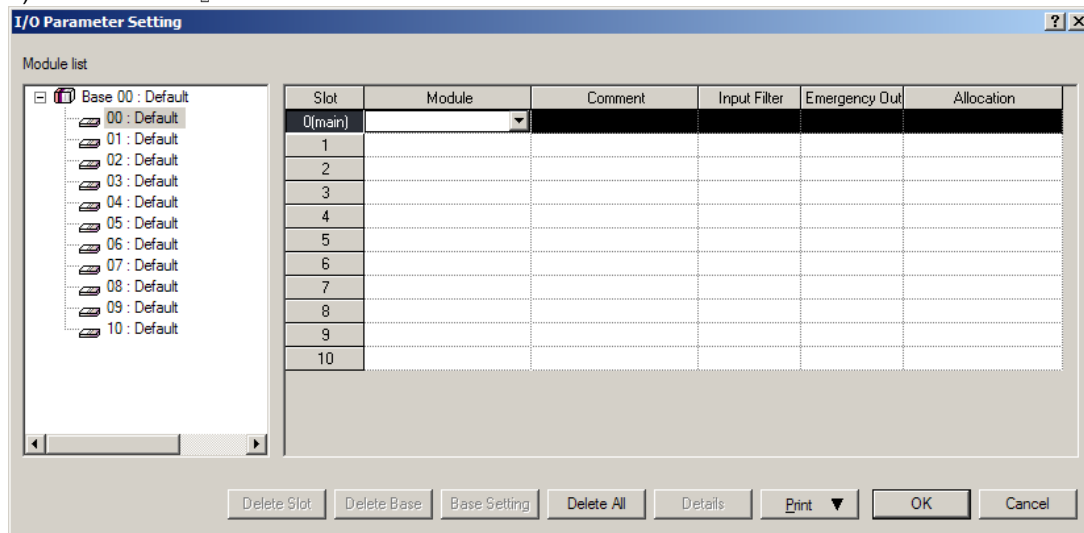 I/O Parameter Setting
Module list
Base 00 : Default
00 : Default
01 : Default
02 : Default
03 : Default
04 : Default
05 : Default
06 : Default
07 : Default
08 : Default
09 : Default
10 : Default
Slot Module Comment Input Filter Emergency Out Allocation
0(main)
1
2
3
4
5
6
7
8
9
10
Delete Slot Delete Base Base Setting Delete All Details Print ▼ OK Cancel